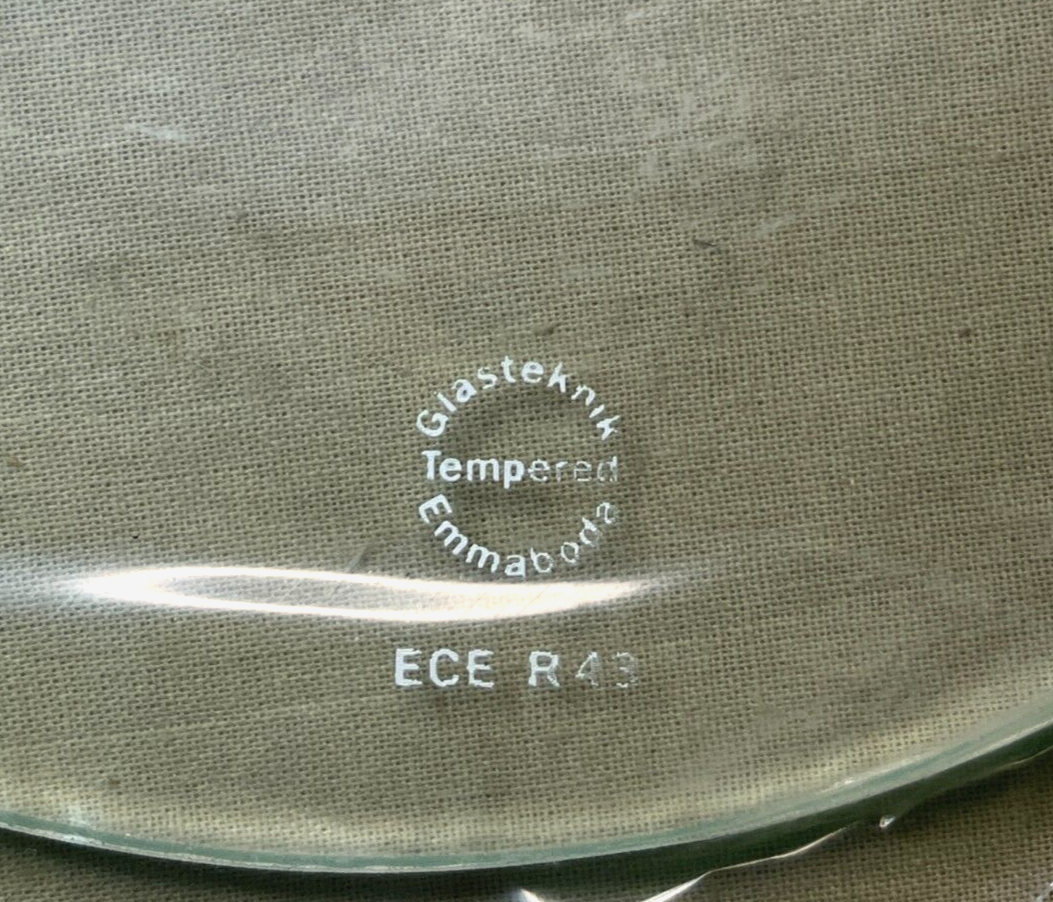 Glasteknik
Tempered
Emmaboda
ECE R43